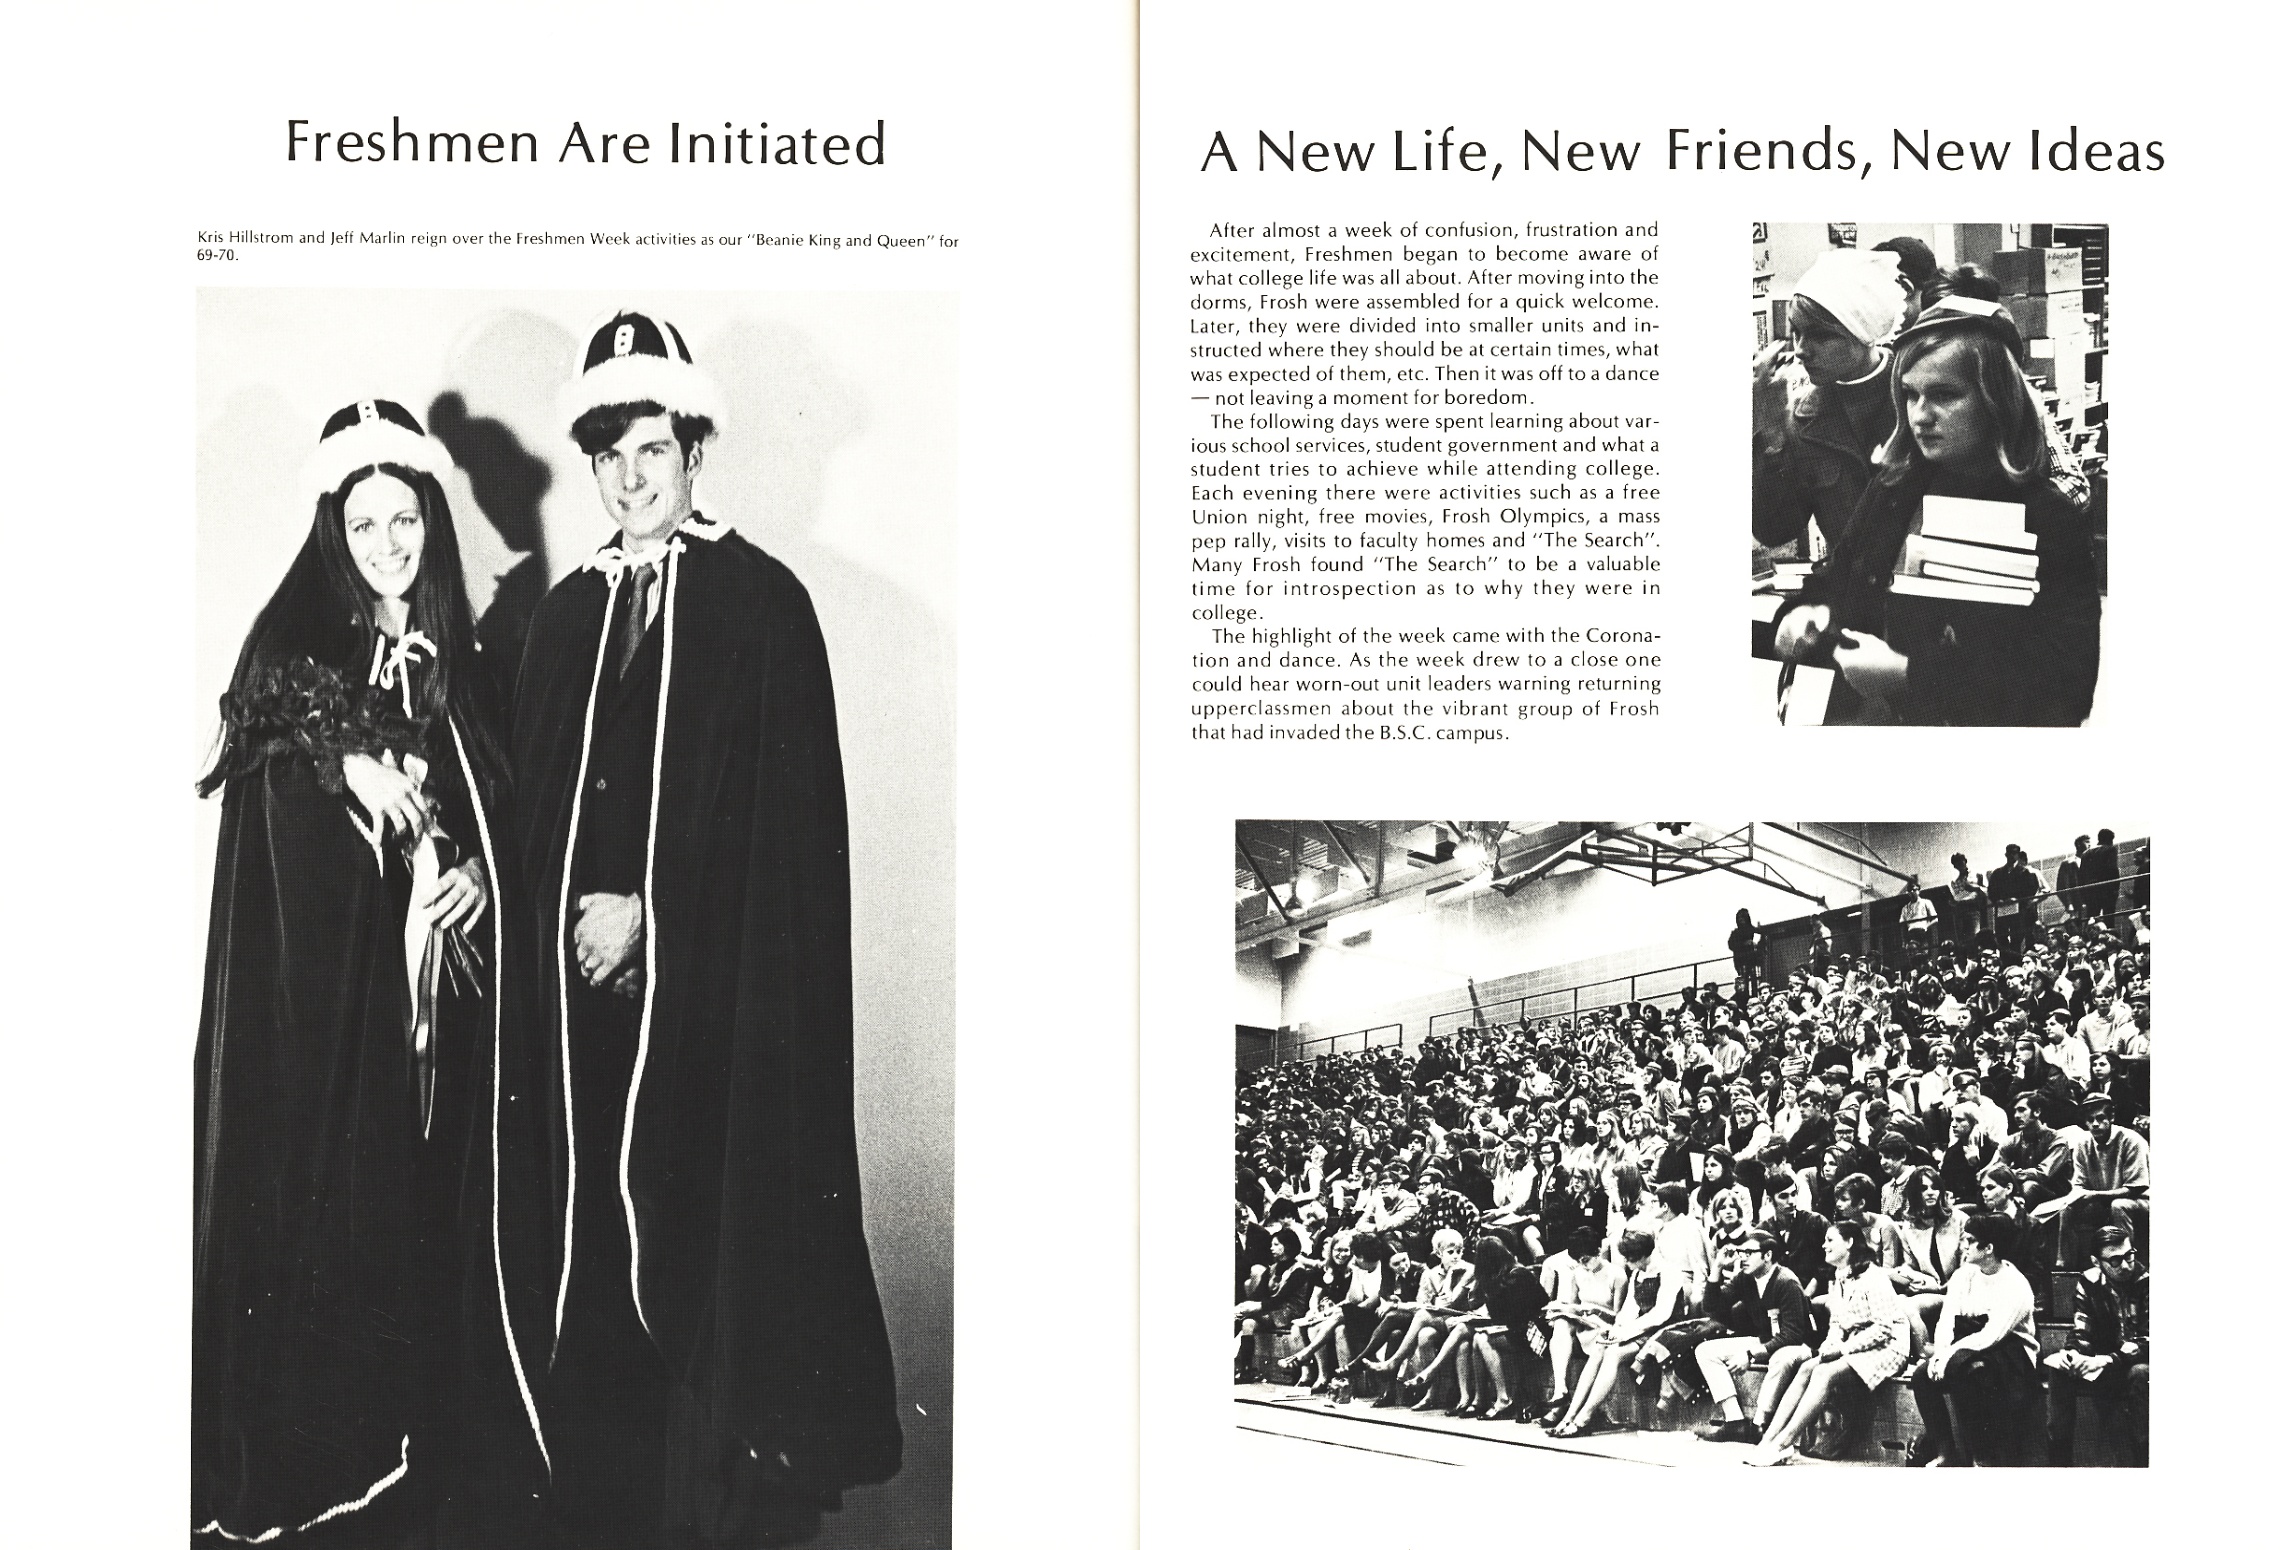 Freshmen Are Initiated
Kris Hillstrom and Jeff Marlin reign over the Freshmen Week activities as our "Beanie King and Queen" for
69-70.
B
B
A New Life, New Friends, New Ideas
After almost a week of confusion, frustration and
excitement, Freshmen began to become aware of
what college life was all about. After moving into the
dorms, Frosh were assembled for a quick welcome.
Later, they were divided into smaller units and in-
structed where they should be at certain times, what
was expected of them, etc. Then it was off to a dance
— not leaving a moment for boredom.
The following days were spent learning about var-
ious school services, student government and what a
student tries to achieve while attending college.
Each evening there were activities such as a free
Union night, free movies, Frosh Olympics, a mass
pep rally, visits to faculty homes and "The Search".
Many Frosh found "The Search" to be a valuable
time for introspection as to why they were in
college.
The highlight of the week came with the Corona-
tion and dance. As the week drew to a close one
could hear worn-out unit leaders warning returning
upperclassmen about the vibrant group of Frosh
that had invaded the B.S.C. campus.